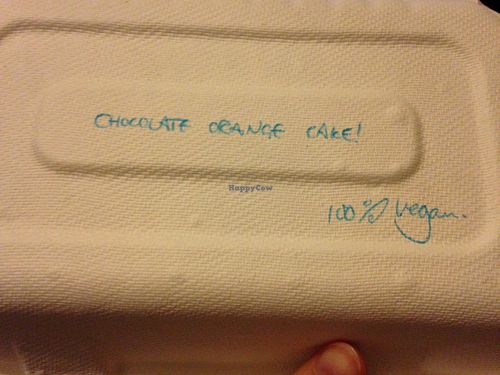 CHOCOLATE ORANGE CAKE!
HappyCow
100% vegan.